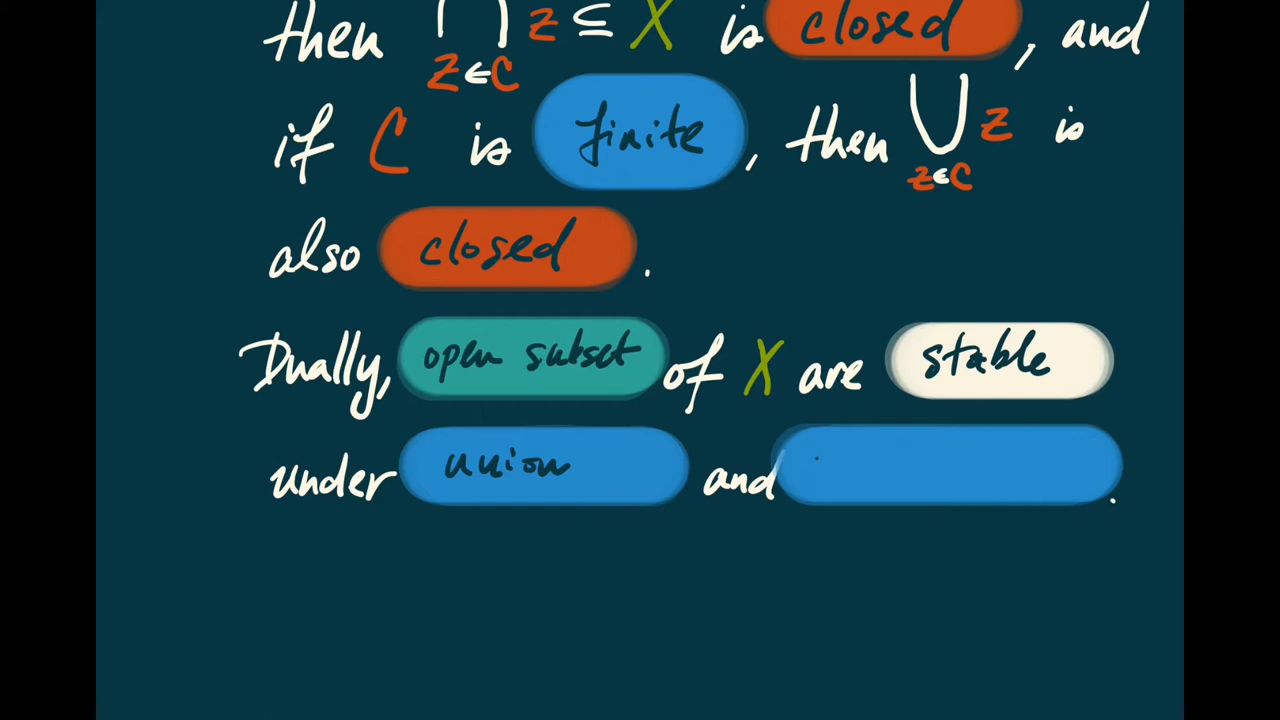 then ⋂_{Z∈C} Z ⊆ X is closed, and
if C is finite, then ⋃_{Z∈C} Z is
also closed.
Dually, open subset of X are stable
under union and .